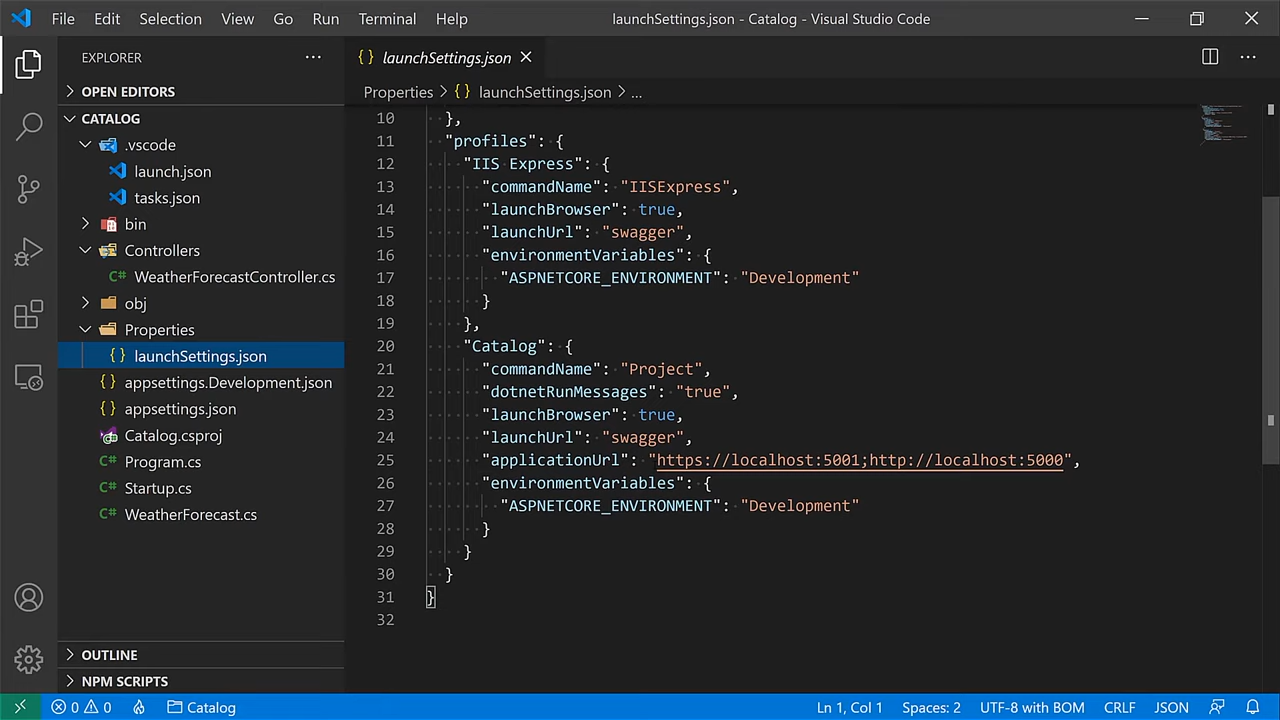 File Edit Selection View Go Run Terminal Help launchSettings.json - Catalog - Visual Studio Code
EXPLORER
OPEN EDITORS
CATALOG
.vscode
launch.json
tasks.json
bin
Controllers
C# WeatherForecastController.cs
obj
Properties
{} launchSettings.json
{} appsettings.Development.json
{} appsettings.json
Catalog.csproj
C# Program.cs
C# Startup.cs
C# WeatherForecast.cs
OUTLINE
NPM SCRIPTS
{} launchSettings.json
Properties > {} launchSettings.json > ...
10 },
11 "profiles": {
12 "IIS Express": {
13 "commandName": "IISExpress",
14 "launchBrowser": true,
15 "launchUrl": "swagger",
16 "environmentVariables": {
17 "ASPNETCORE_ENVIRONMENT": "Development"
18 }
19 },
20 "Catalog": {
21 "commandName": "Project",
22 "dotnetRunMessages": "true",
23 "launchBrowser": true,
24 "launchUrl": "swagger",
25 "applicationUrl": "https://localhost:5001;http://localhost:5000",
26 "environmentVariables": {
27 "ASPNETCORE_ENVIRONMENT": "Development"
28 }
29 }
30 }
31 }
32
0 0 Catalog Ln 1, Col 1 Spaces: 2 UTF-8 with BOM CRLF JSON